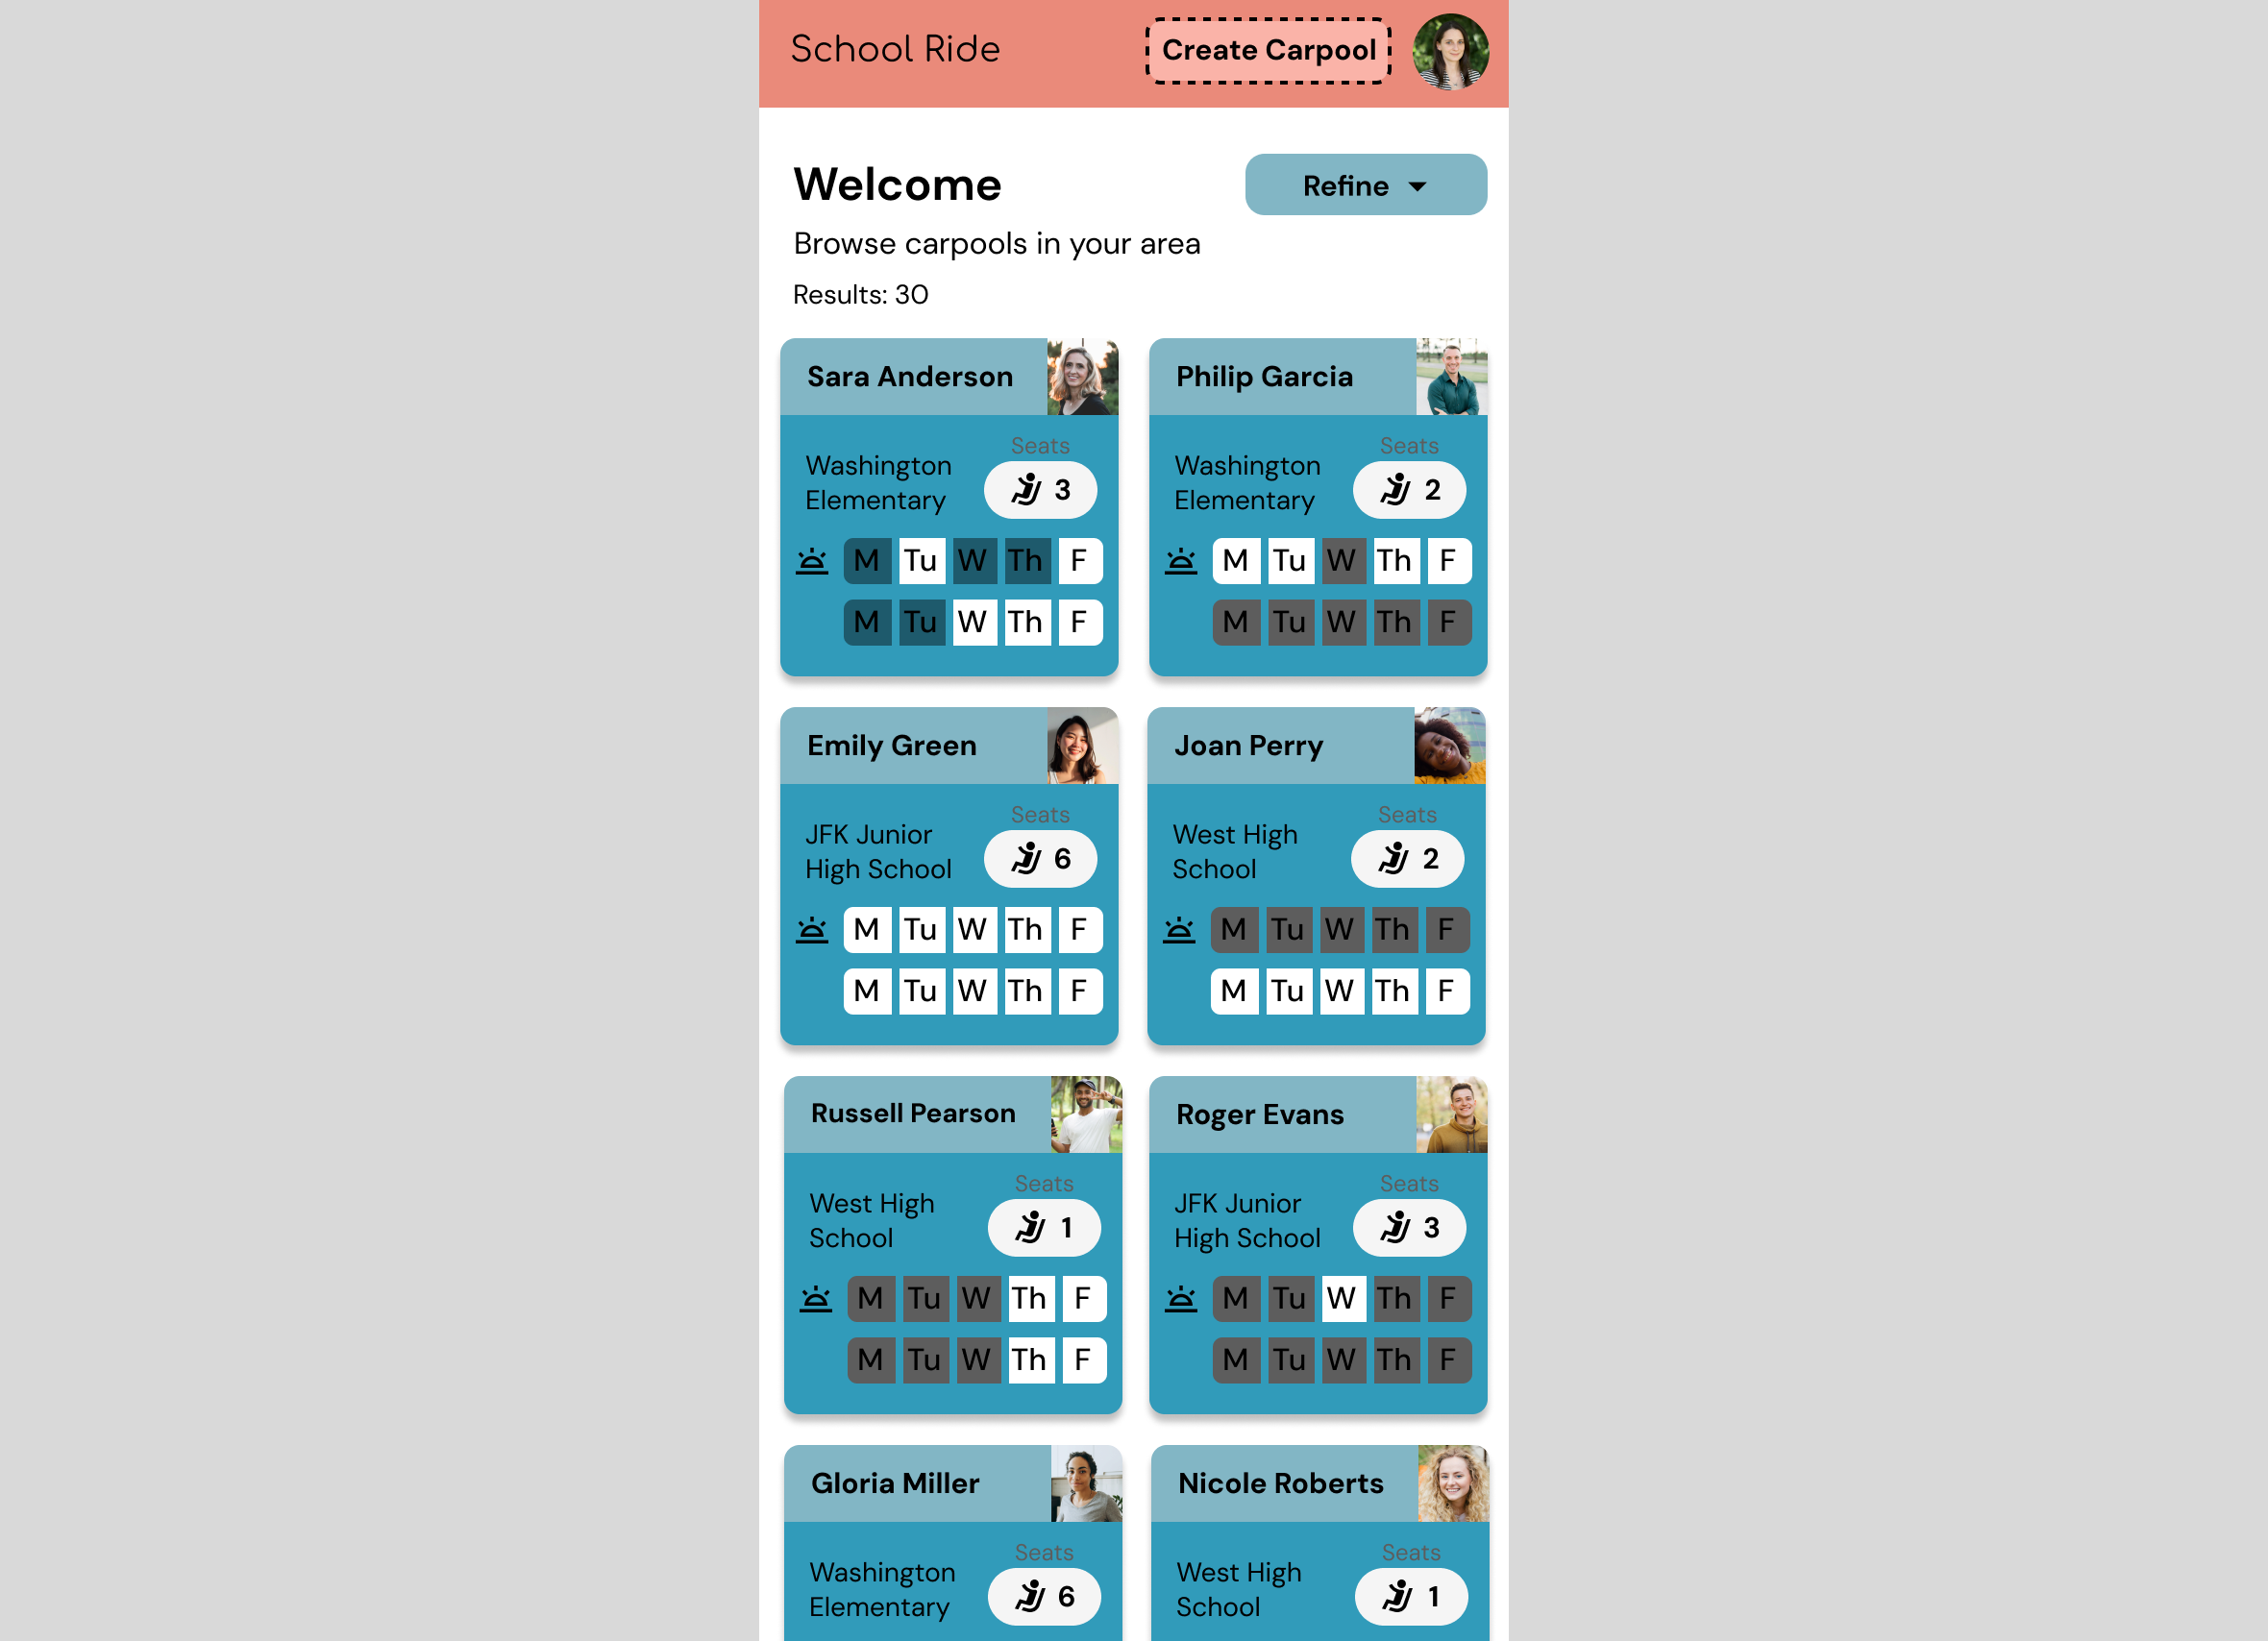 School Ride
Create Carpool
Welcome
Refine
Browse carpools in your area
Results: 30
Sara Anderson
Seats
Washington
Elementary
3
M Tu W Th F
M Tu W Th F
Philip Garcia
Seats
Washington
Elementary
2
M Tu W Th F
M Tu W Th F
Emily Green
Seats
JFK Junior
High School
6
M Tu W Th F
M Tu W Th F
Joan Perry
Seats
West High
School
2
M Tu W Th F
M Tu W Th F
Russell Pearson
Seats
West High
School
1
M Tu W Th F
M Tu W Th F
Roger Evans
Seats
JFK Junior
High School
3
M Tu W Th F
M Tu W Th F
Gloria Miller
Seats
Washington
Elementary
6
Nicole Roberts
Seats
West High
School
1